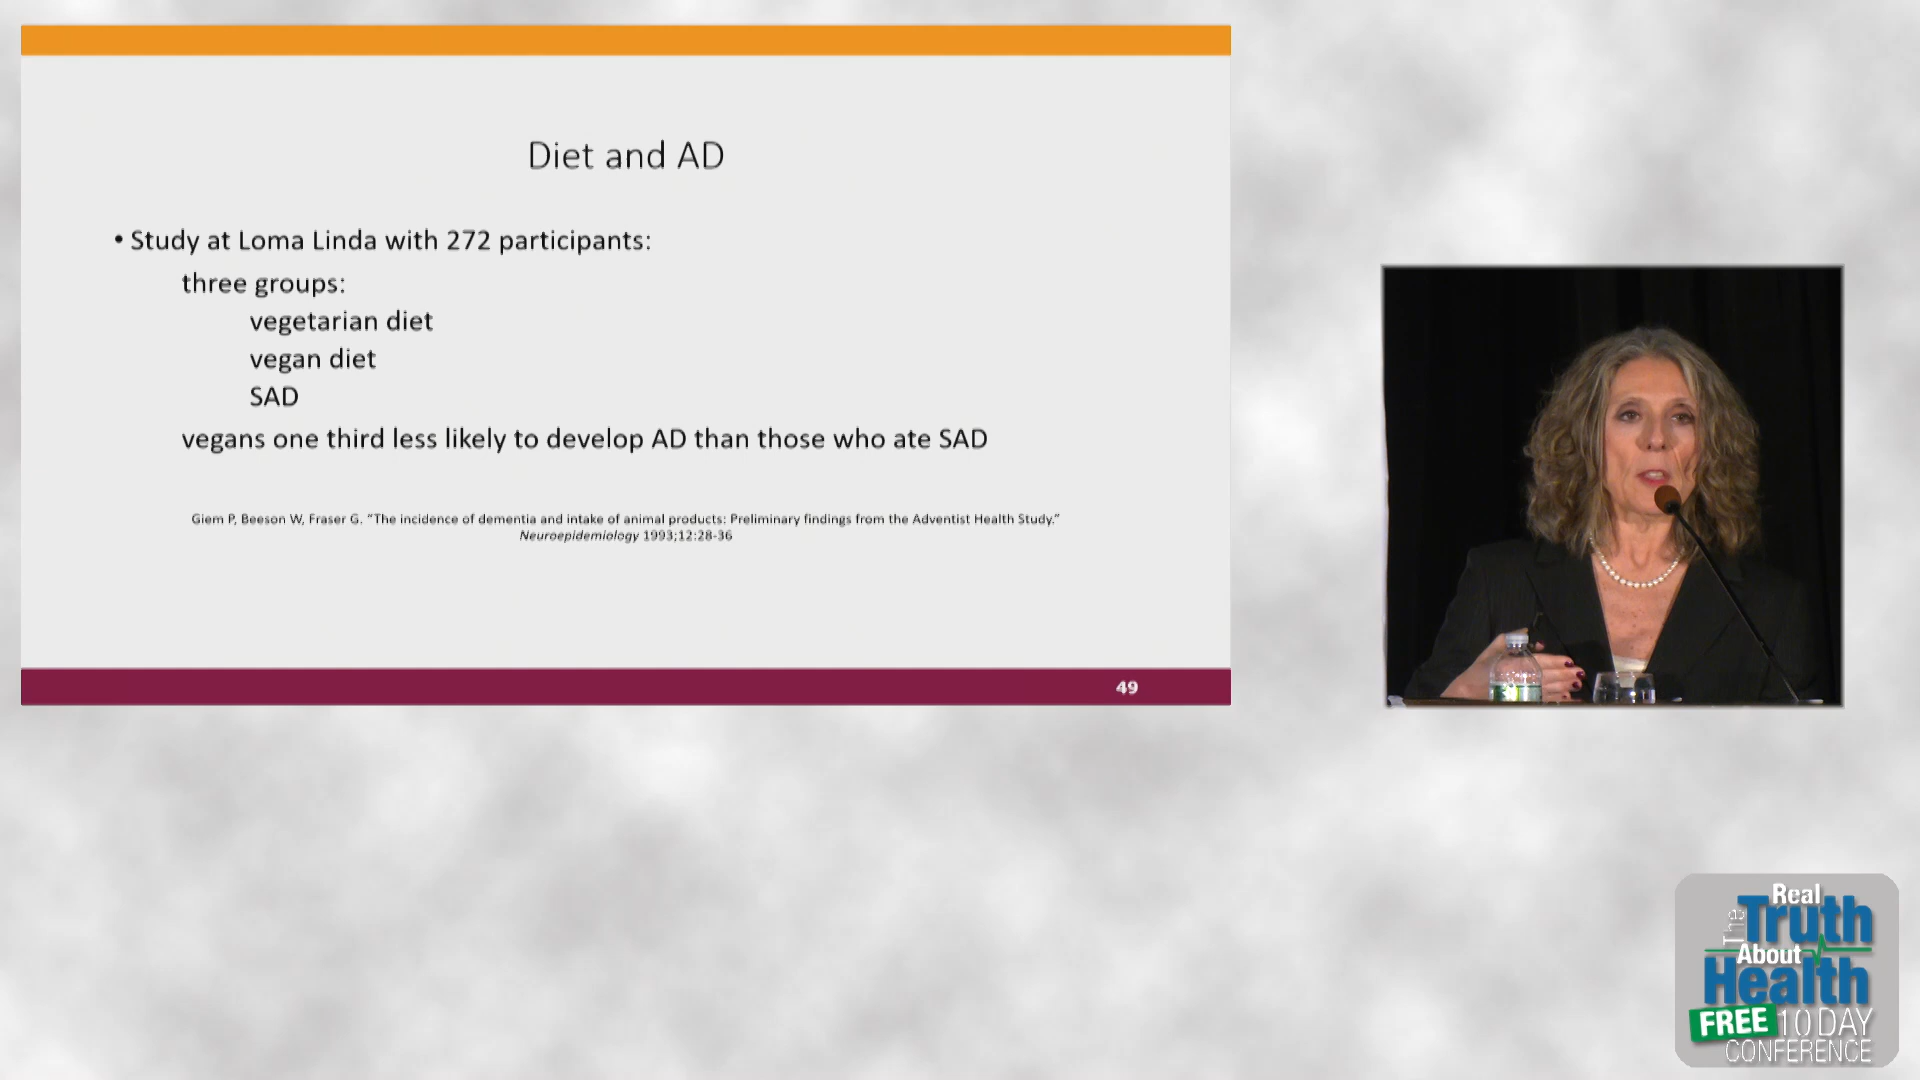 Diet and AD
• Study at Loma Linda with 272 participants:
three groups:
vegetarian diet
vegan diet
SAD
vegans one third less likely to develop AD than those who ate SAD
Giem P, Beeson W, Fraser G. “The incidence of dementia and intake of animal products: Preliminary findings from the Adventist Health Study.”
Neuroepidemiology 1993;12:28-36
49
The Real
Truth
About
Health
FREE 10 DAY
CONFERENCE